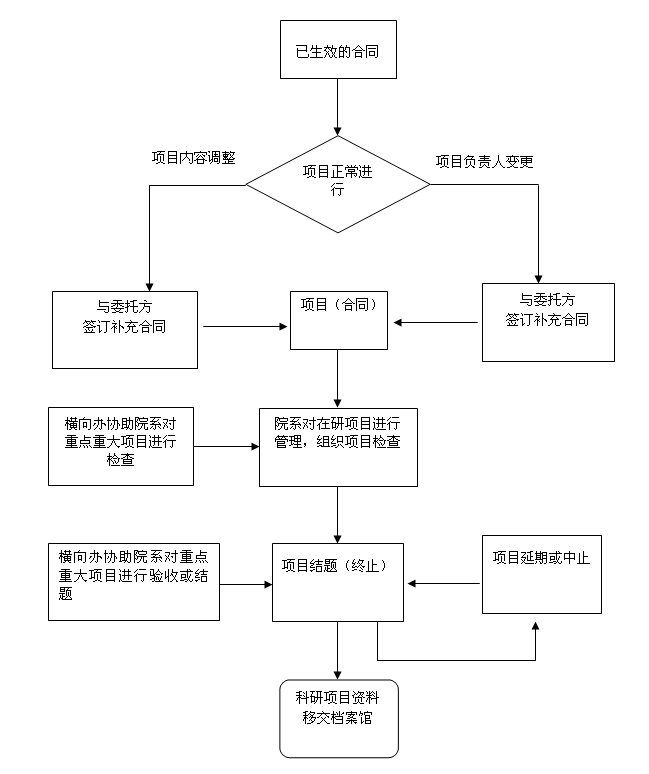 已生效的合同
项目内容调整
项目正常进
行
项目负责人变更
与委托方
签订补充合同
项目（合同）
与委托方
签订补充合同
横向办协助院系对
重点重大项目进行
检查
院系对在研项目进行
管理，组织项目检查
横向办协助院系对重点
重大项目进行验收或结
题
项目结题（终止）
项目延期或中止
科研项目资料
移交档案馆